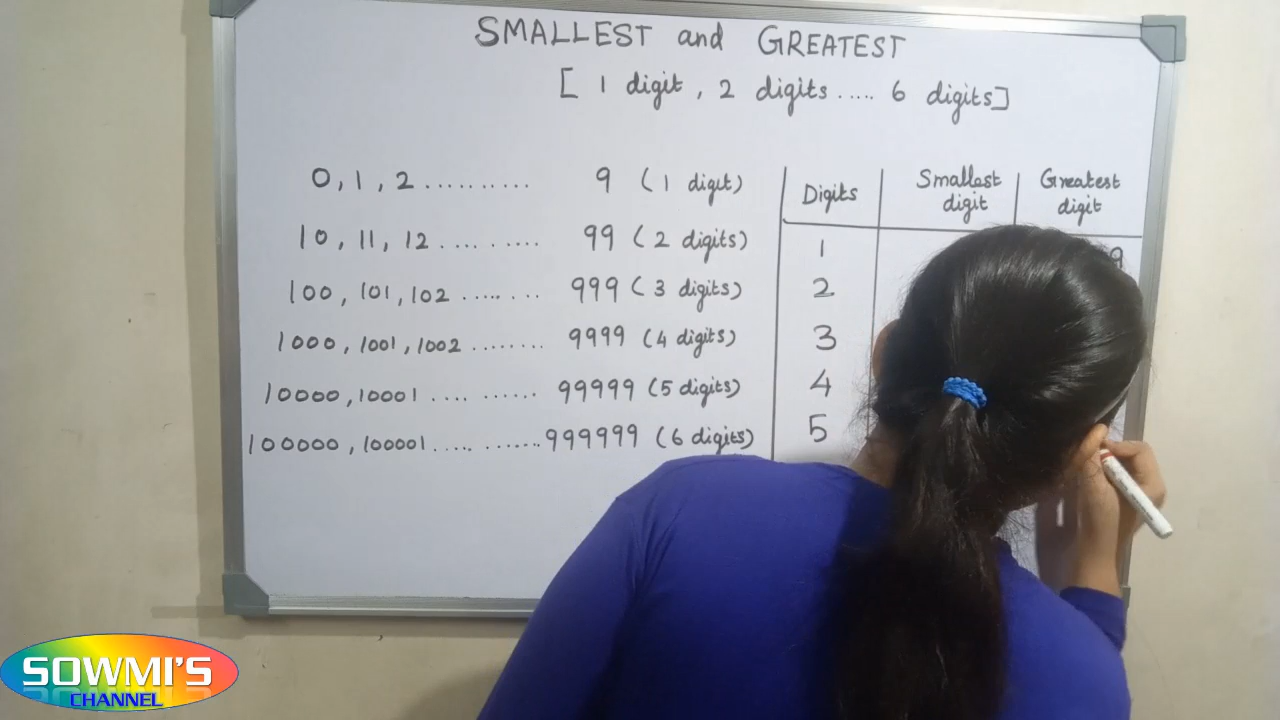 SMALLEST and GREATEST
[ 1 digit , 2 digits ..... 6 digits]
0, 1 , 2 .......... 9 (1 digit)
10, 11, 12 .... ..... 99 (2 digits)
100, 101, 102 ..... ... 999 (3 digits)
1000, 1001, 1002 ........ 9999 (4 digits)
10000, 10001 .... ...... 99999 (5 digits)
100000, 100001 .... ....... 999999 (6 digits)
Digits Smallest digit Greatest digit
1 9
2
3
4
5
SOWMI'S
CHANNEL